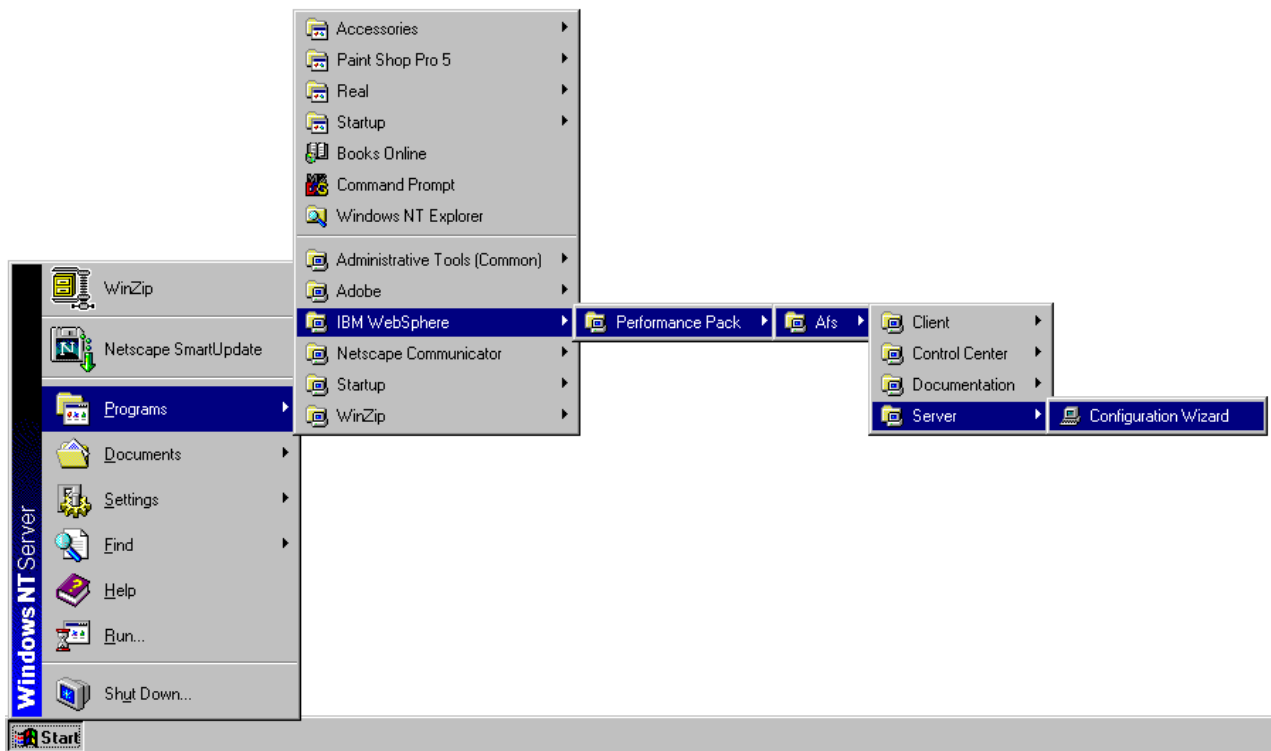 Accessories
Paint Shop Pro 5
Real
Startup
Books Online
Command Prompt
Windows NT Explorer
Administrative Tools (Common)
Adobe
IBM WebSphere
Netscape Communicator
Startup
WinZip
Performance Pack
Afs
Client
Control Center
Documentation
Server
Configuration Wizard
WinZip
Netscape SmartUpdate
Programs
Documents
Settings
Find
Help
Run...
Shut Down...
Windows NT Server
Start